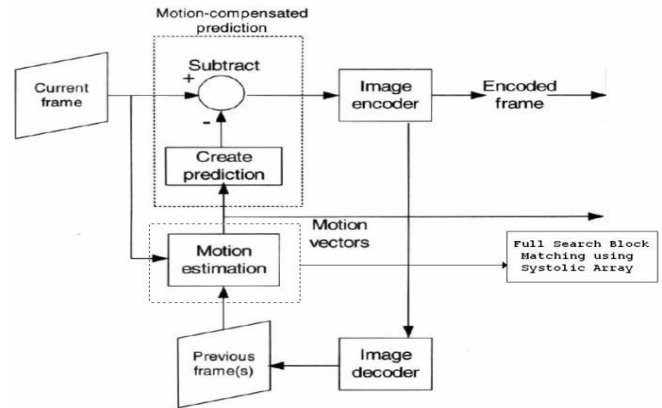 Motion-compensated
prediction
Current
frame
Subtract
+
-
Image
encoder
Encoded
frame
Create
prediction
Motion
vectors
Motion
estimation
Full Search Block
Matching using
Systolic Array
Previous
frame(s)
Image
decoder